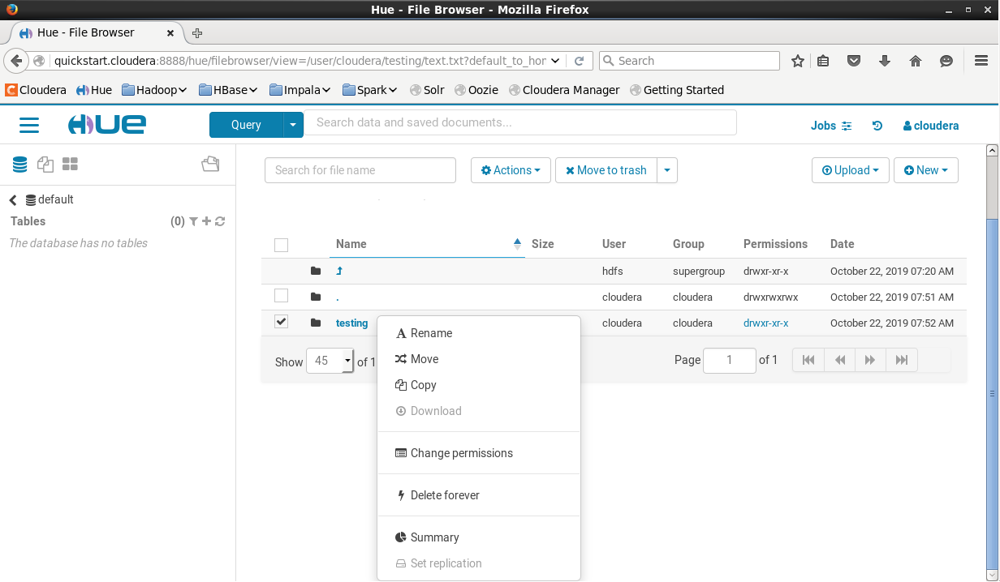 Hue - File Browser - Mozilla Firefox
Hue - File Browser
quickstart.cloudera:8888/hue/filebrowser/view=/user/cloudera/testing/text.txt?default_to_hor
Search
Cloudera Hue Hadoop HBase Impala Spark Solr Oozie Cloudera Manager Getting Started
HUE Query Search data and saved documents... Jobs cloudera
Search for file name Actions Move to trash Upload New
default
Tables (0)
The database has no tables
Name Size User Group Permissions Date
hdfs supergroup drwxr-xr-x October 22, 2019 07:20 AM
. cloudera cloudera drwxrwxrwx October 22, 2019 07:51 AM
testing cloudera cloudera drwxr-xr-x October 22, 2019 07:52 AM
Show 45 of 1 Page 1 of 1
Rename
Move
Copy
Download
Change permissions
Delete forever
Summary
Set replication